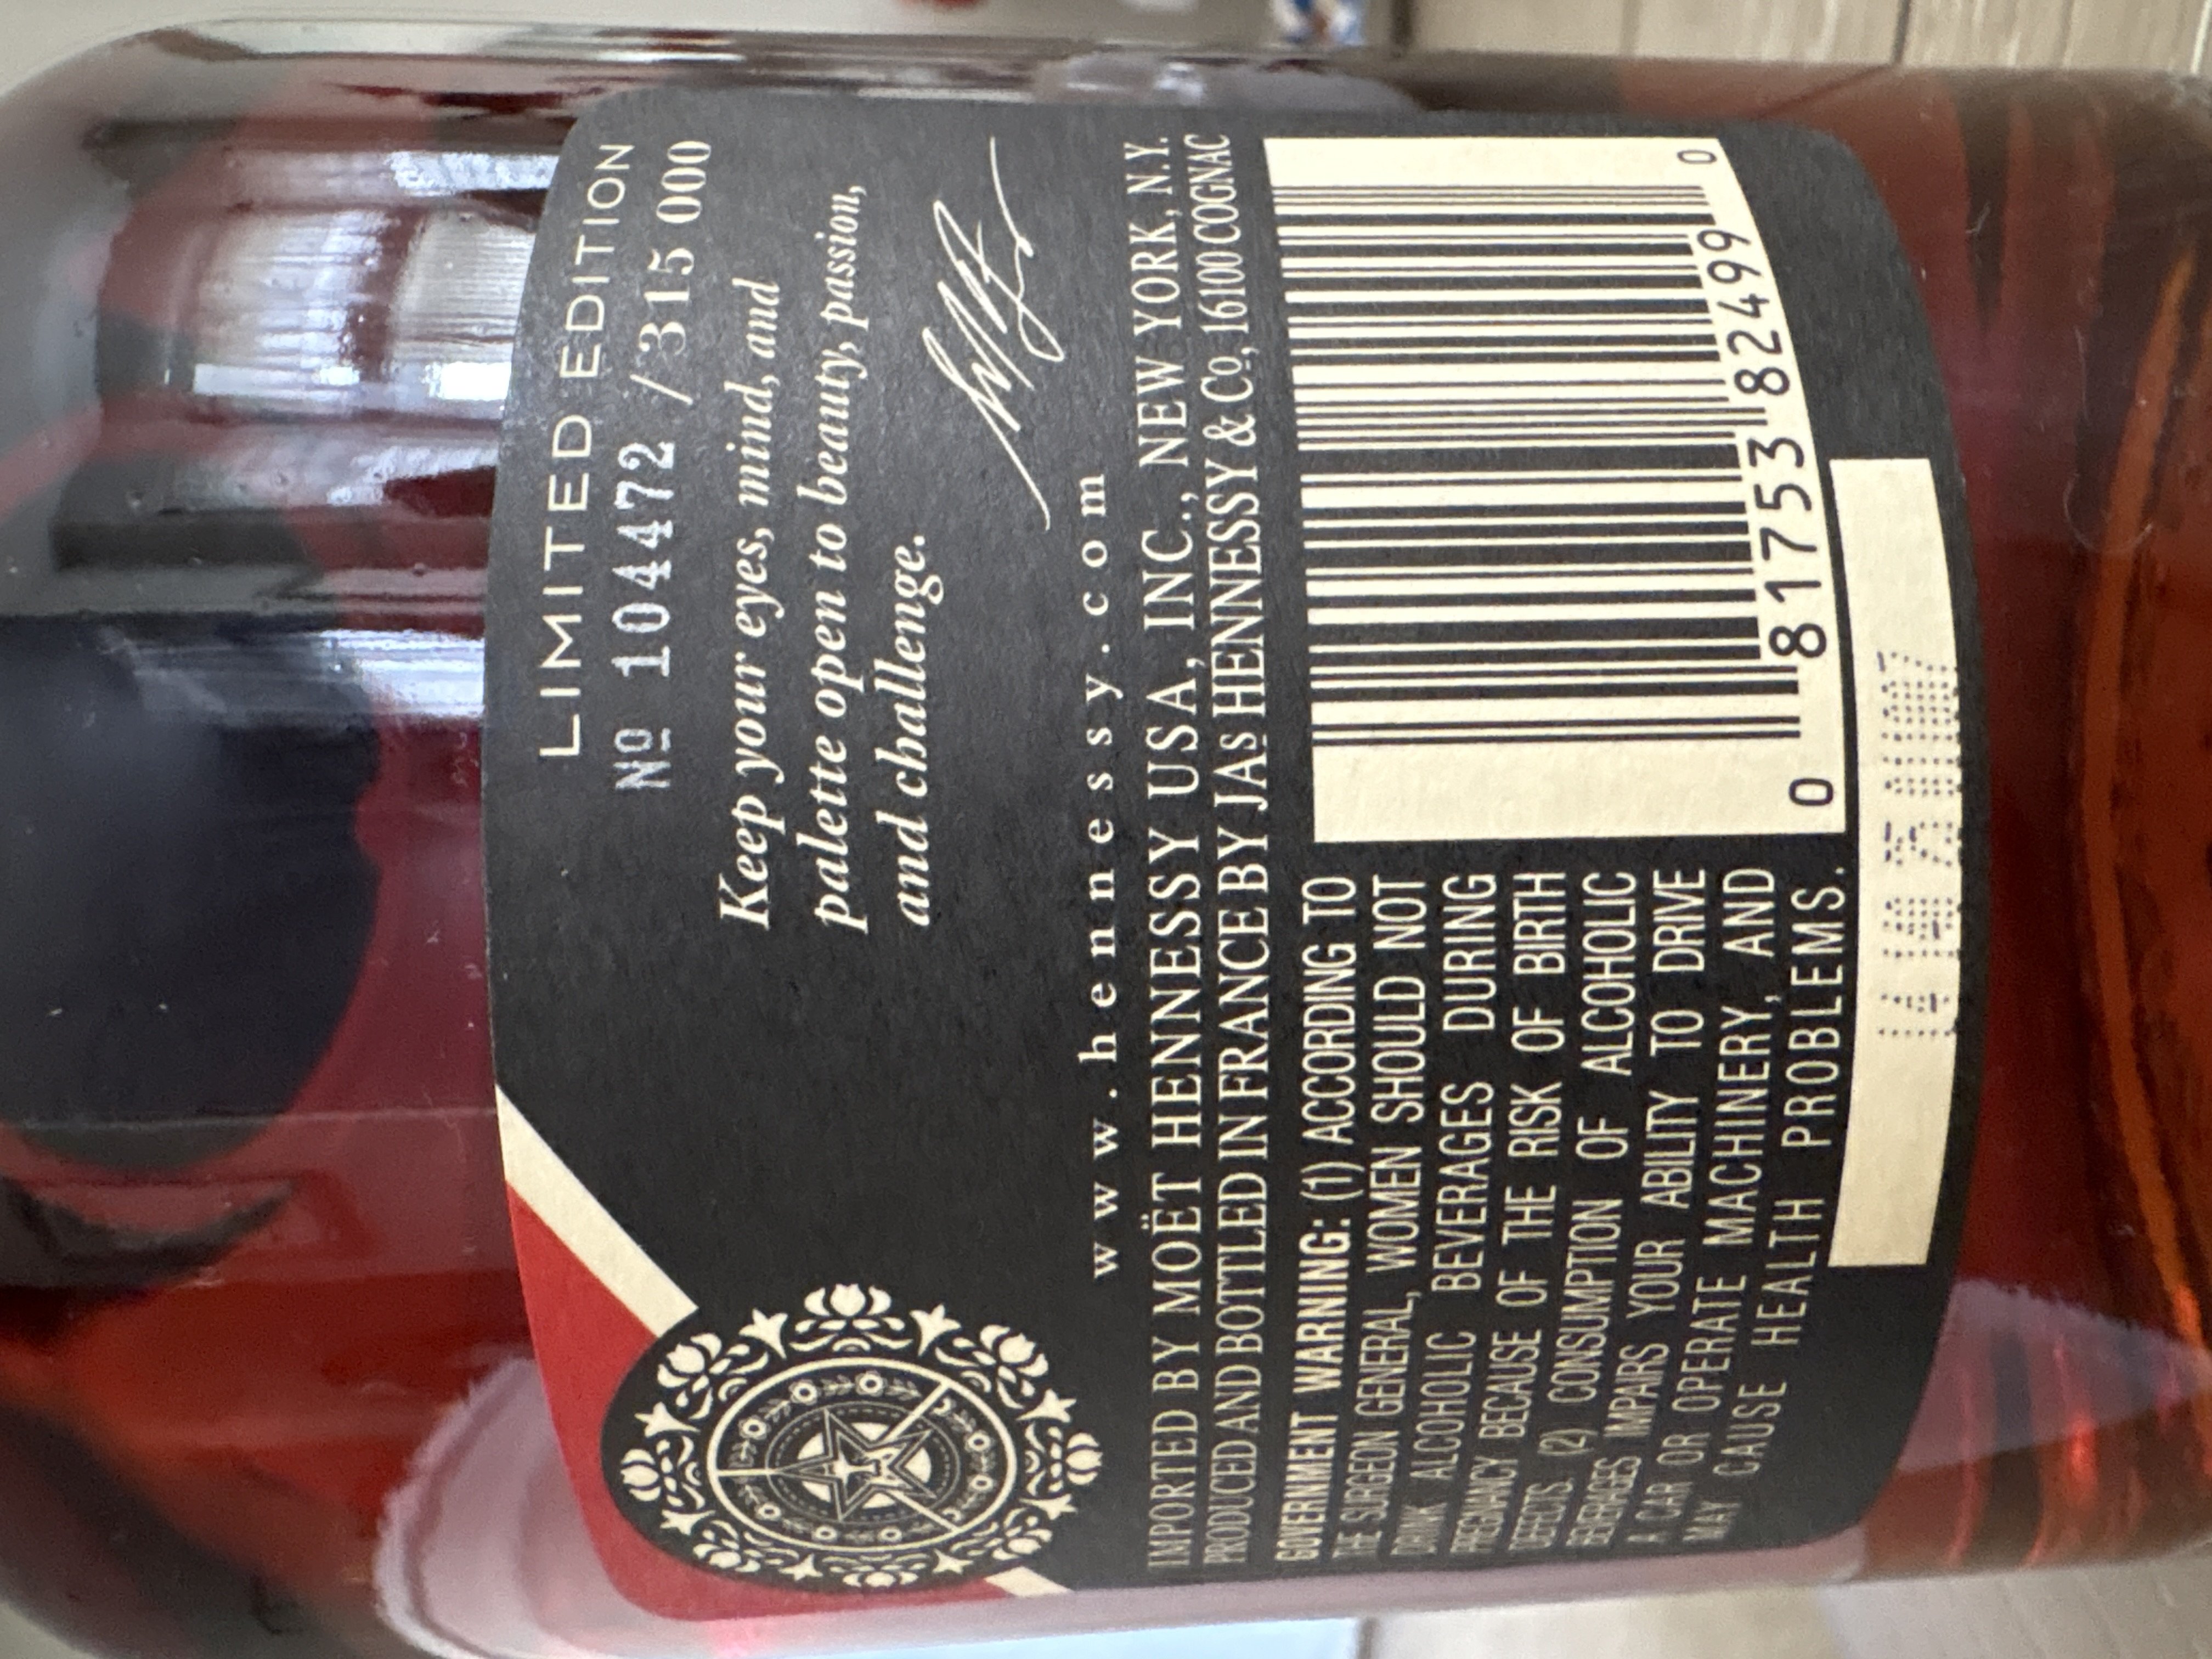 LIMITED EDITION
Nº 104472 / 315 000
Keep your eyes, mind, and
palette open to beauty, passion,
and challenge.
www.hennessy.com
IMPORTED BY MOËT HENNESSY USA, INC., NEW YORK, N.Y.
PRODUCED AND BOTTLED IN FRANCE BY JAS HENNESSY & Co, 16100 COGNAC
GOVERNMENT WARNING: (1) ACCORDING TO
THE SURGEON GENERAL, WOMEN SHOULD NOT
DRINK ALCOHOLIC BEVERAGES DURING
PREGNANCY BECAUSE OF THE RISK OF BIRTH
DEFECTS. (2) CONSUMPTION OF ALCOHOLIC
BEVERAGES IMPAIRS YOUR ABILITY TO DRIVE
A CAR OR OPERATE MACHINERY, AND
MAY CAUSE HEALTH PROBLEMS.
0 81753 82499 0